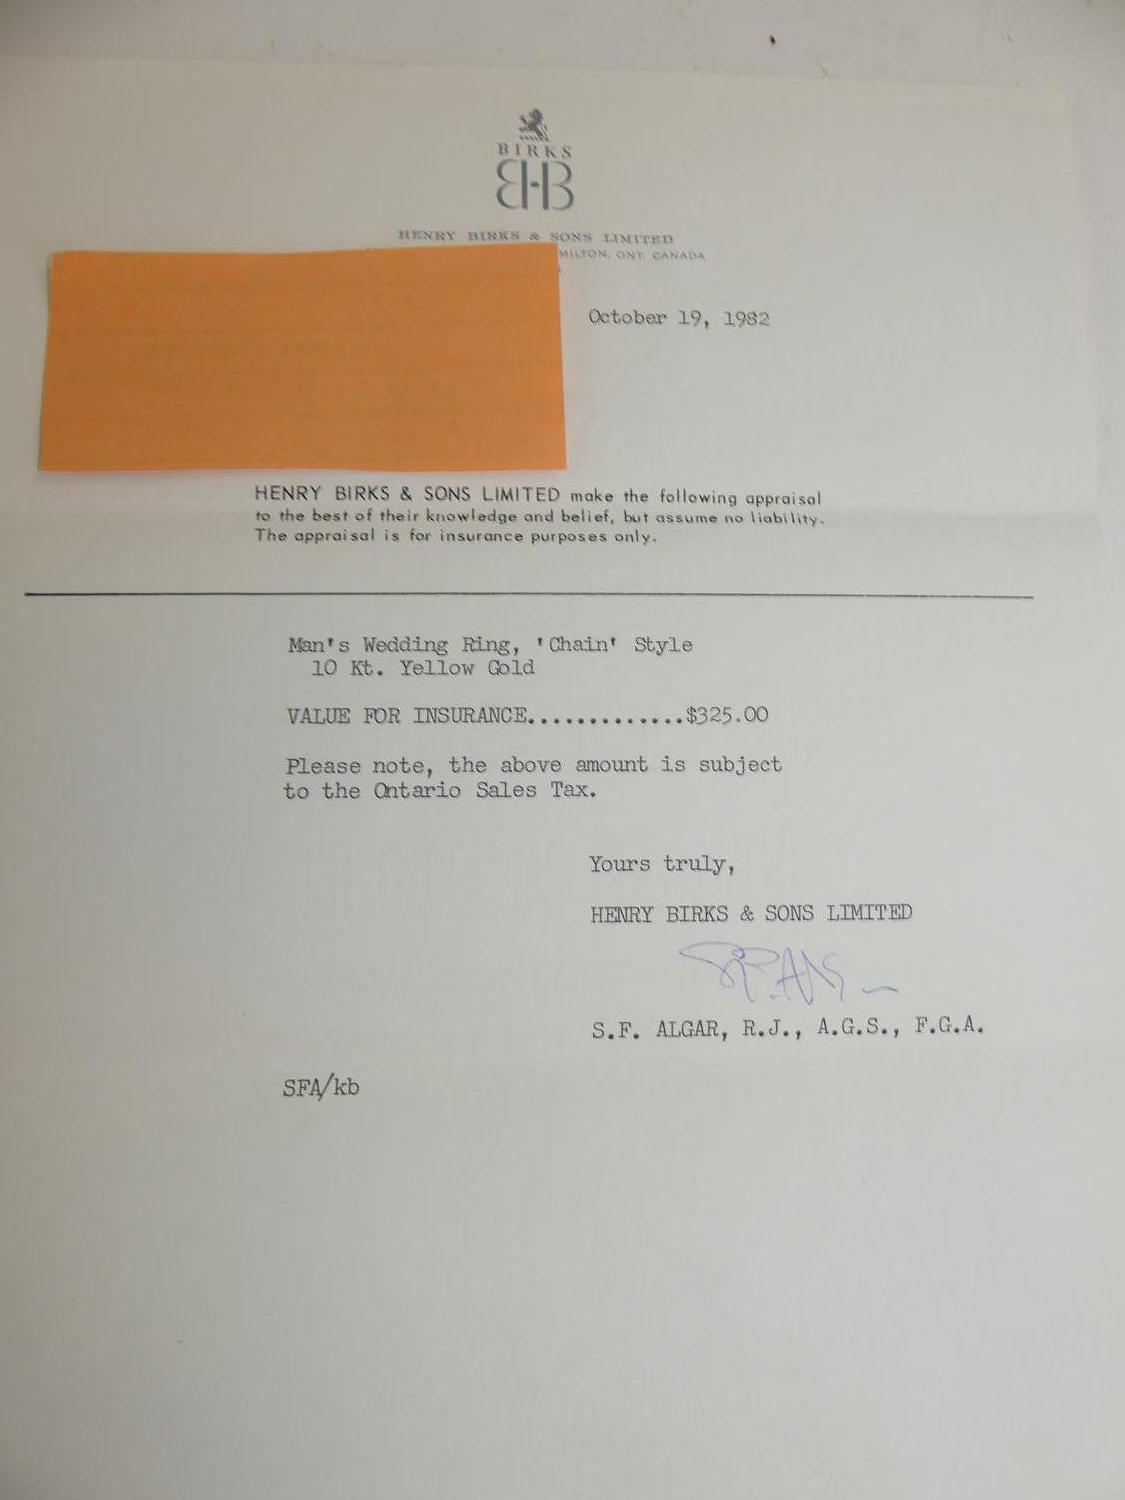 BIRKS
HENRY BIRKS & SONS LIMITED
MILTON, ONT. CANADA
October 19, 1982
HENRY BIRKS & SONS LIMITED make the following appraisal
to the best of their knowledge and belief, but assume no liability.
The appraisal is for insurance purposes only.
Man's Wedding Ring, 'Chain' Style
10 Kt. Yellow Gold
VALUE FOR INSURANCE.............$325.00
Please note, the above amount is subject
to the Ontario Sales Tax.
Yours truly,
HENRY BIRKS & SONS LIMITED
S.F. ALGAR, R.J., A.G.S., F.G.A.
SFA/kb